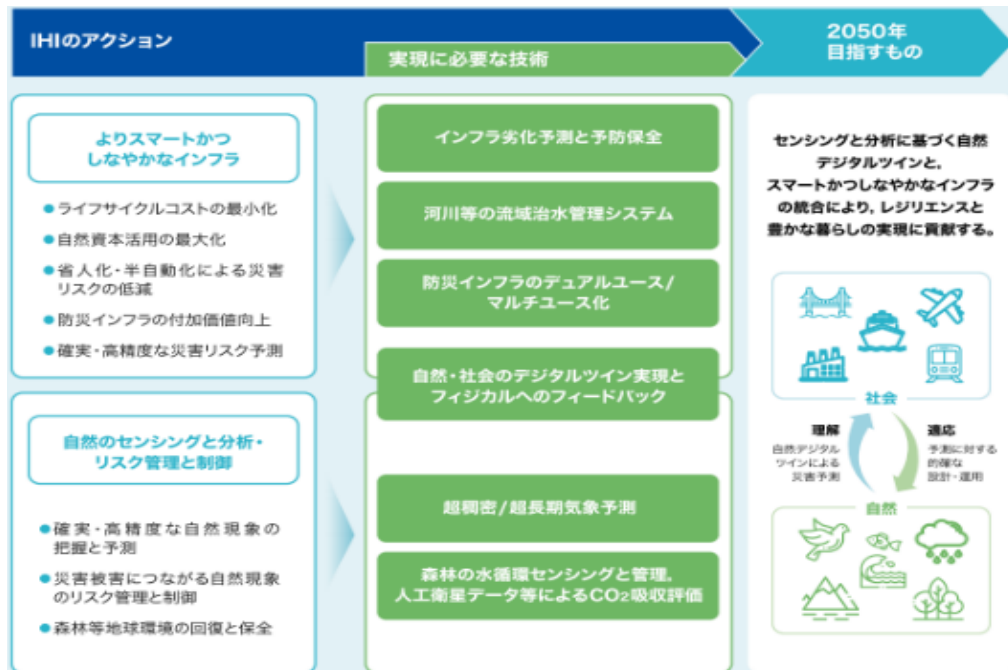 IHIのアクション
実現に必要な技術
2050年
目指すもの
よりスマートかつ
しなやかなインフラ
●ライフサイクルコストの最小化
●自然資本活用の最大化
●省人化・半自動化による災害
リスクの低減
●防災インフラの付加価値向上
●確実・高精度な災害リスク予測
自然のセンシングと分析・
リスク管理と制御
●確実・高精度な自然現象の
把握と予測
●災害被害につながる自然現象
のリスク管理と制御
●森林等地球環境の回復と保全
インフラ劣化予測と予防保全
河川等の流域治水管理システム
防災インフラのデュアルユース/
マルチユース化
自然・社会のデジタルツイン実現と
フィジカルへのフィードバック
超稠密/超長期気象予測
森林の水循環センシングと管理,
人工衛星データ等によるCO2吸収評価
センシングと分析に基づく自然
デジタルツインと,
スマートかつしなやかなインフラ
の統合により, レジリエンスと
豊かな暮らしの実現に貢献する。
社会
理解
自然デジタル
ツインによる
災害予測
適応
予測に対する
的確な
設計・運用
自然